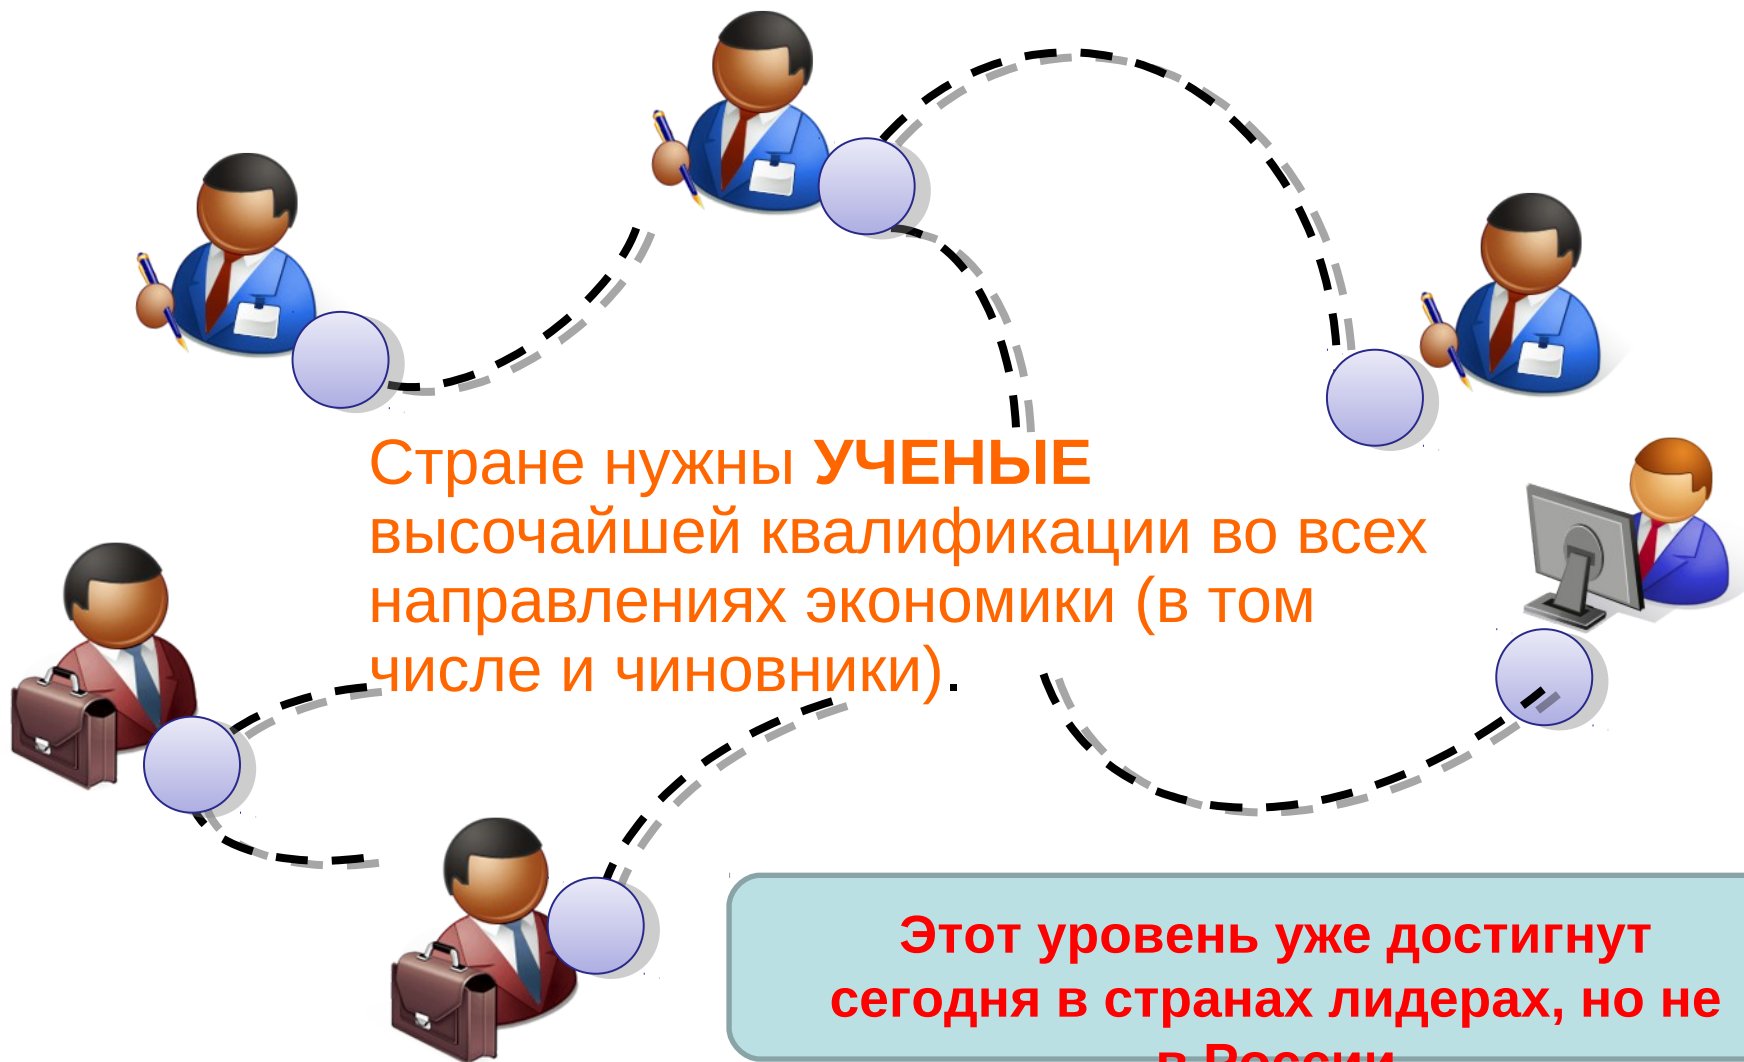 Стране нужны УЧЕНЫЕ
высочайшей квалификации во всех
направлениях экономики (в том
числе и чиновники).
Этот уровень уже достигнут
сегодня в странах лидерах, но не
в России